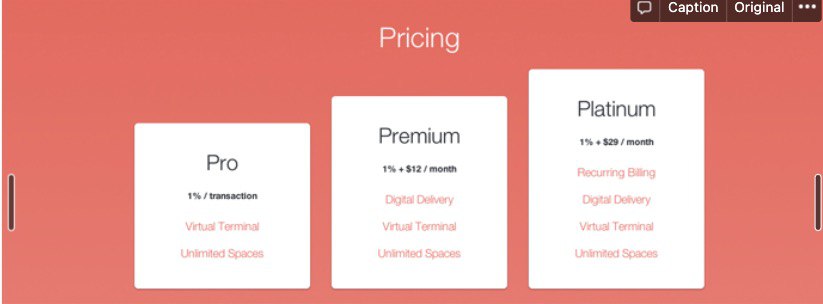 Caption Original •••
Pricing
Pro
1% / transaction
Virtual Terminal
Unlimited Spaces
Premium
1% + $12 / month
Digital Delivery
Virtual Terminal
Unlimited Spaces
Platinum
1% + $29 / month
Recurring Billing
Digital Delivery
Virtual Terminal
Unlimited Spaces